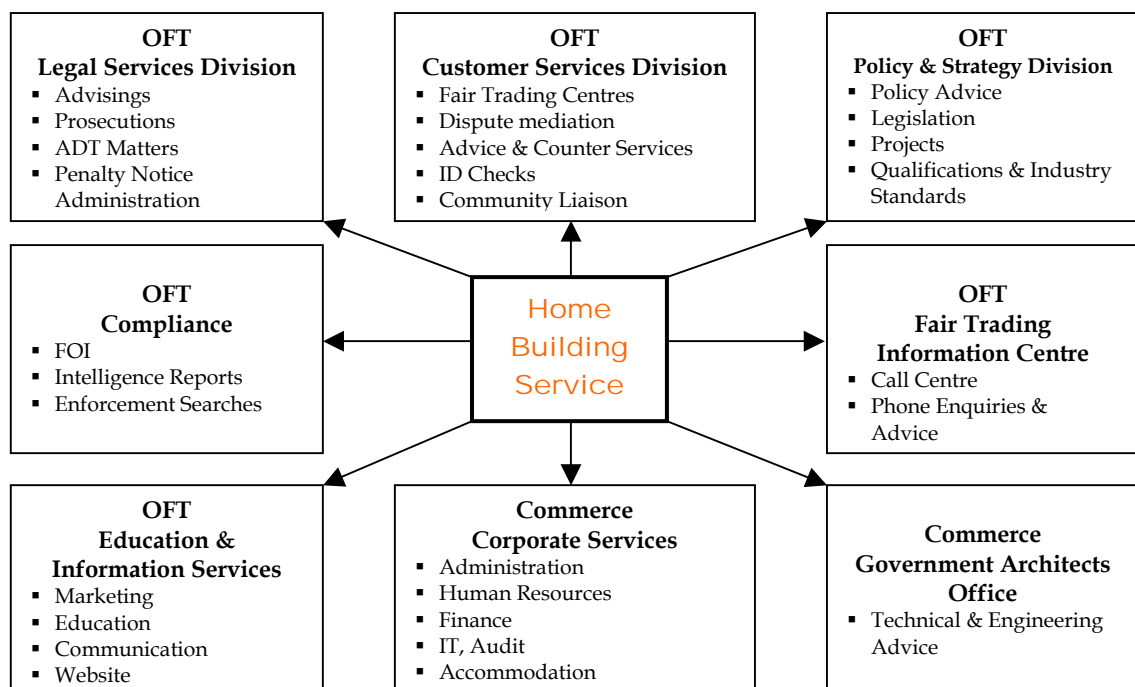 OFT
Legal Services Division
▪ Advisings
▪ Prosecutions
▪ ADT Matters
▪ Penalty Notice
Administration
OFT
Customer Services Division
▪ Fair Trading Centres
▪ Dispute mediation
▪ Advice & Counter Services
▪ ID Checks
▪ Community Liaison
OFT
Policy & Strategy Division
▪ Policy Advice
▪ Legislation
▪ Projects
▪ Qualifications & Industry
Standards
OFT
Compliance
▪ FOI
▪ Intelligence Reports
▪ Enforcement Searches
Home
Building
Service
OFT
Fair Trading
Information Centre
▪ Call Centre
▪ Phone Enquiries &
Advice
OFT
Education &
Information Services
▪ Marketing
▪ Education
▪ Communication
▪ Website
Commerce
Corporate Services
▪ Administration
▪ Human Resources
▪ Finance
▪ IT, Audit
▪ Accommodation
Commerce
Government Architects
Office
▪ Technical & Engineering
Advice